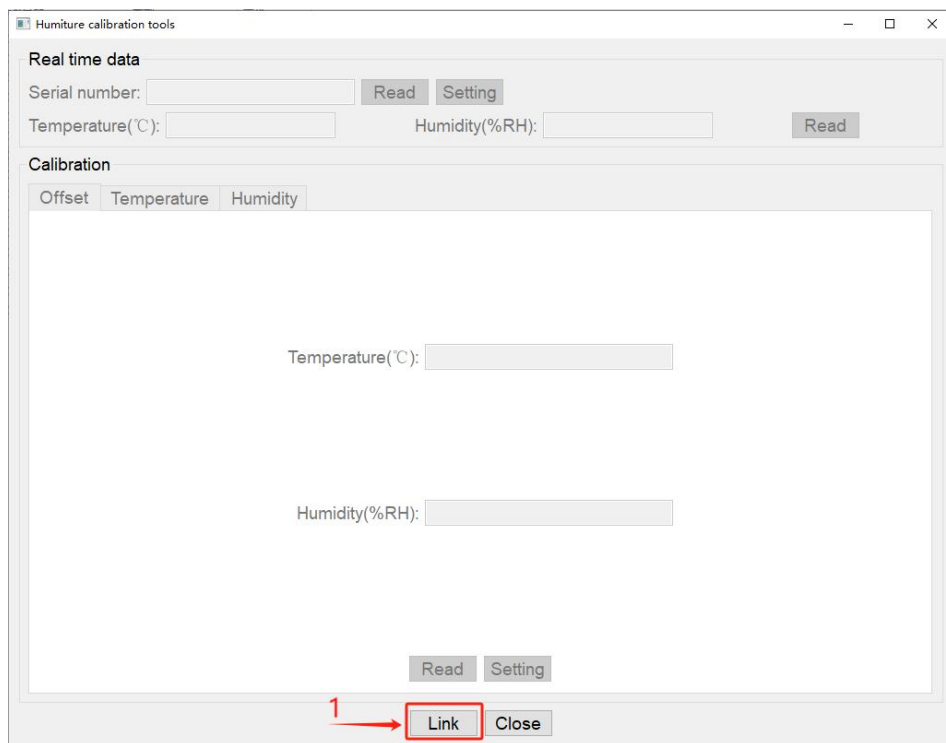 Humiture calibration tools
Real time data
Serial number: Read Setting
Temperature(℃): Humidity(%RH): Read
Calibration
Offset Temperature Humidity
Temperature(℃):
Humidity(%RH):
Read Setting
1 Link Close